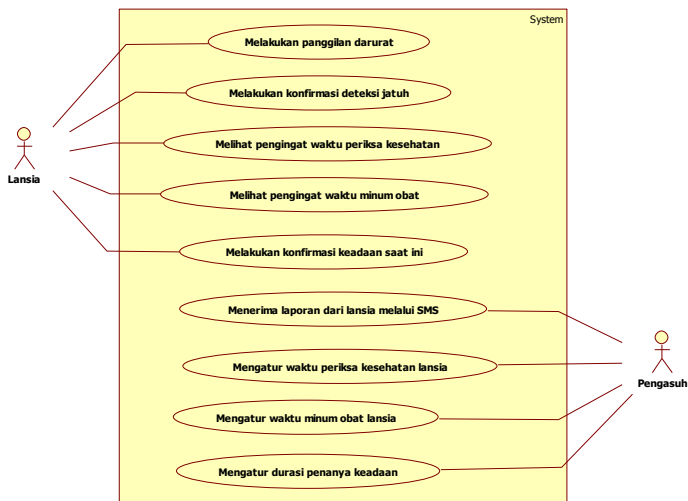 System
Melakukan panggilan darurat
Melakukan konfirmasi deteksi jatuh
Melihat pengingat waktu periksa kesehatan
Lansia
Melihat pengingat waktu minum obat
Melakukan konfirmasi keadaan saat ini
Menerima laporan dari lansia melalui SMS
Mengatur waktu periksa kesehatan lansia
Pengasuh
Mengatur waktu minum obat lansia
Mengatur durasi penanya keadaan